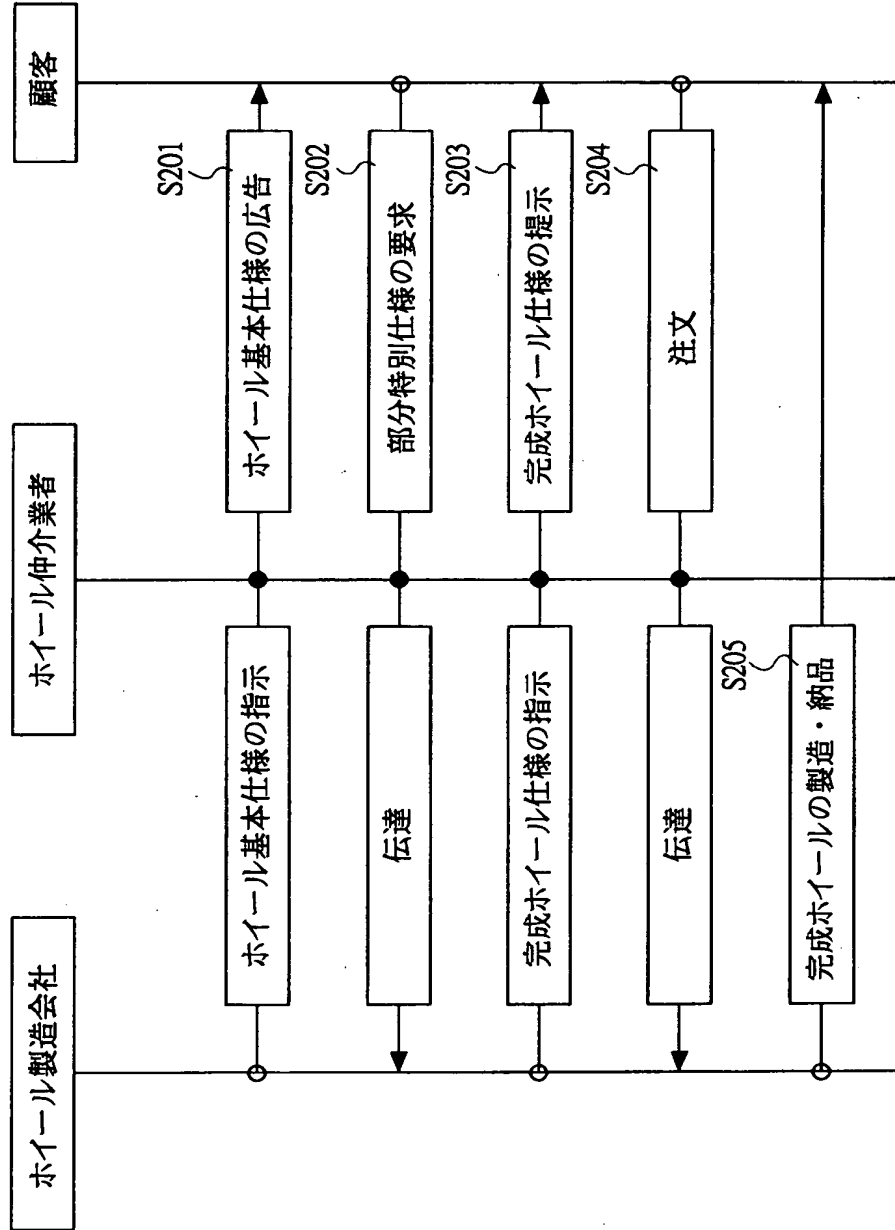 ホイール製造会社
ホイール仲介業者
顧客
ホイール基本仕様の指示
S201
ホイール基本仕様の広告
伝達
S202
部分特別仕様の要求
完成ホイール仕様の指示
S203
完成ホイール仕様の提示
伝達
S204
注文
S205
完成ホイールの製造・納品